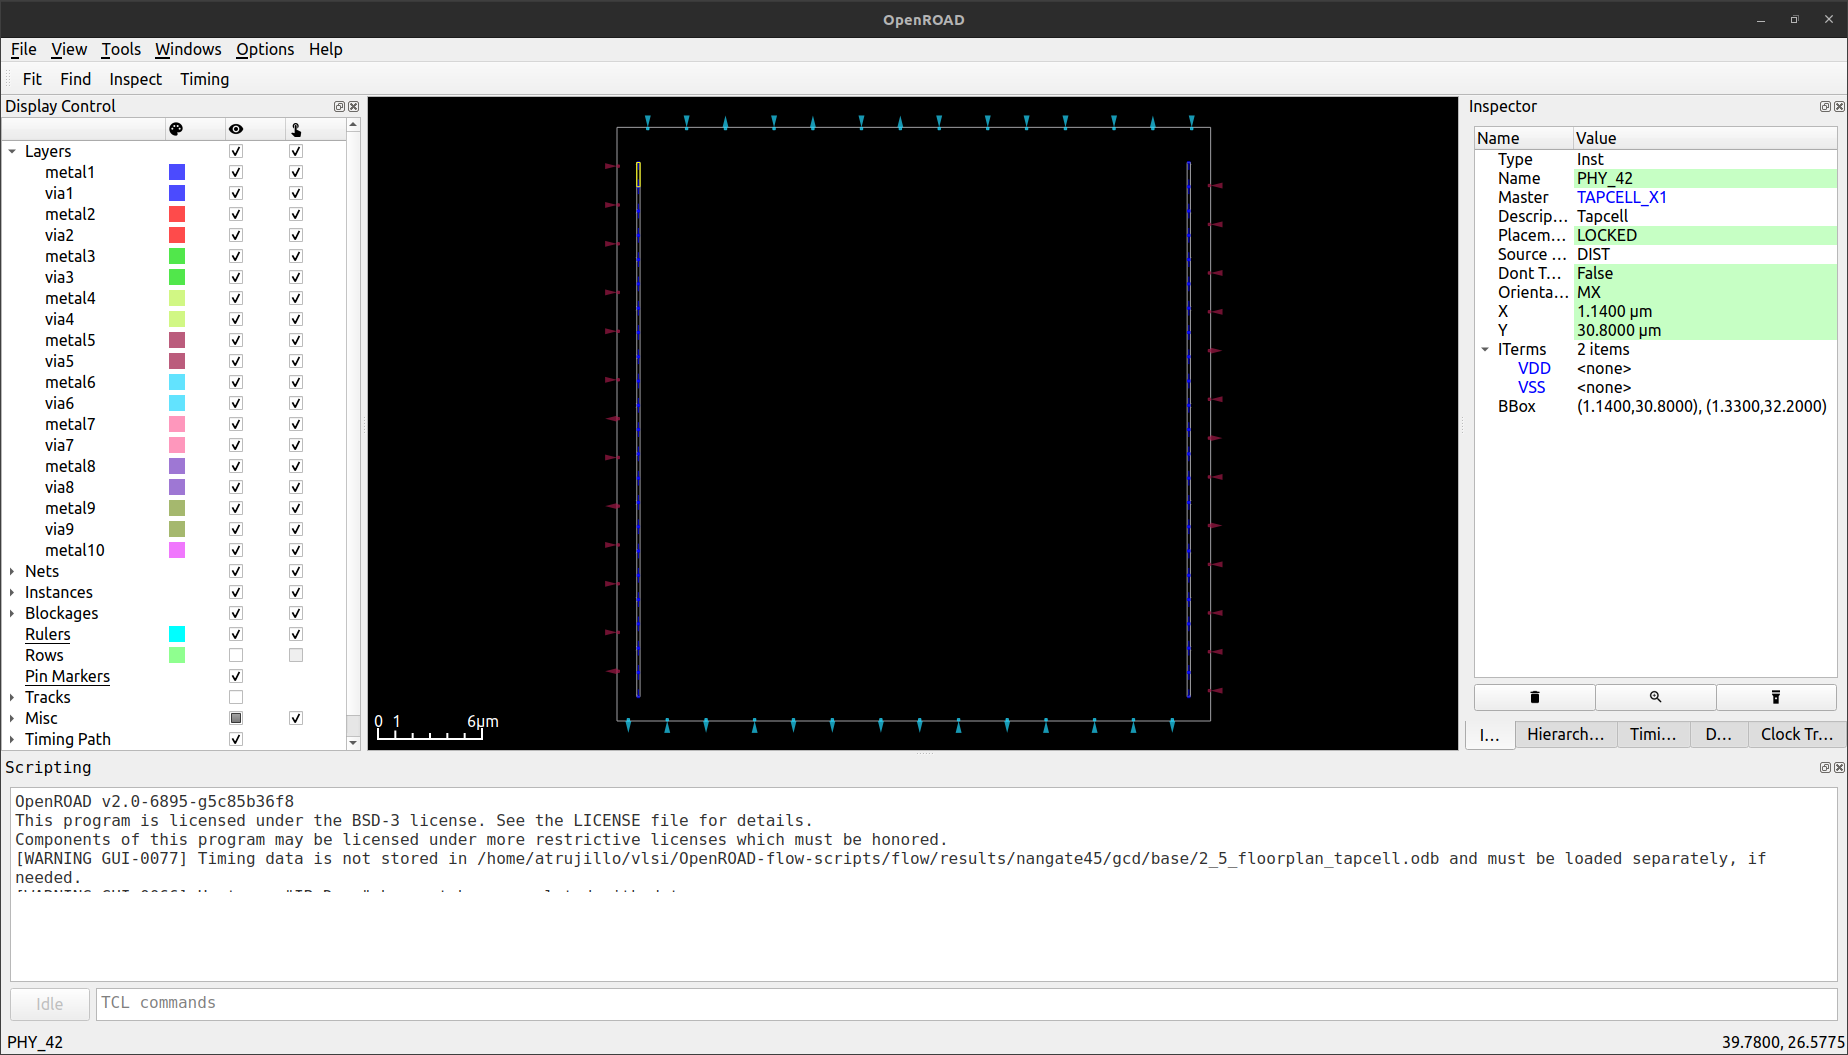 OpenROAD
File View Tools Windows Options Help
Fit Find Inspect Timing
Display Control
Layers
metal1
via1
metal2
via2
metal3
via3
metal4
via4
metal5
via5
metal6
via6
metal7
via7
metal8
via8
metal9
via9
metal10
Nets
Instances
Blockages
Rulers
Rows
Pin Markers
Tracks
Misc
Timing Path
0 1 6μm
Inspector
Name Value
Type Inst
Name PHY_42
Master TAPCELL_X1
Descrip... Tapcell
Placem... LOCKED
Source ... DIST
Dont T... False
Orienta... MX
X 1.1400 μm
Y 30.8000 μm
ITerms 2 items
VDD <none>
VSS <none>
BBox (1.1400,30.8000), (1.3300,32.2000)
I... Hierarch... Timi... D... Clock Tr...
Scripting
OpenROAD v2.0-6895-g5c85b36f8
This program is licensed under the BSD-3 license. See the LICENSE file for details.
Components of this program may be licensed under more restrictive licenses which must be honored.
[WARNING GUI-0077] Timing data is not stored in /home/atrujillo/vlsi/OpenROAD-flow-scripts/flow/results/nangate45/gcd/base/2_5_floorplan_tapcell.odb and must be loaded separately, if
needed.
Idle TCL commands
PHY_42 39.7800, 26.5775